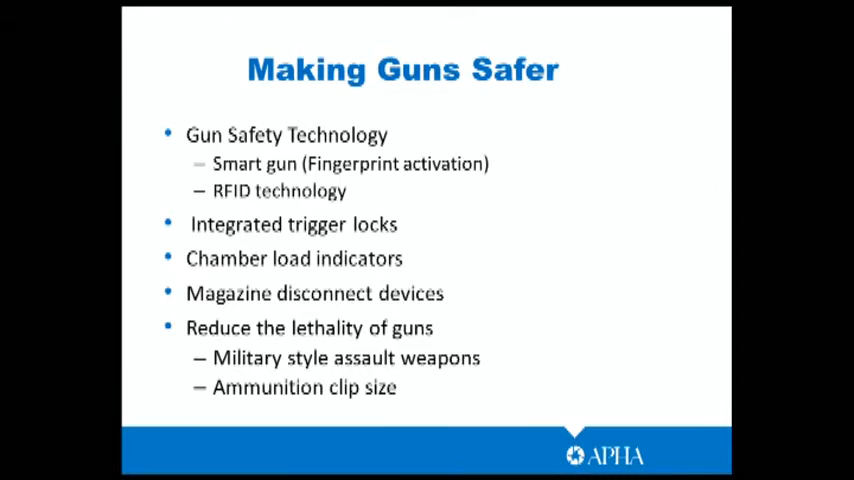 Making Guns Safer
• Gun Safety Technology
– Smart gun (Fingerprint activation)
– RFID technology
• Integrated trigger locks
• Chamber load indicators
• Magazine disconnect devices
• Reduce the lethality of guns
– Military style assault weapons
– Ammunition clip size
APHA